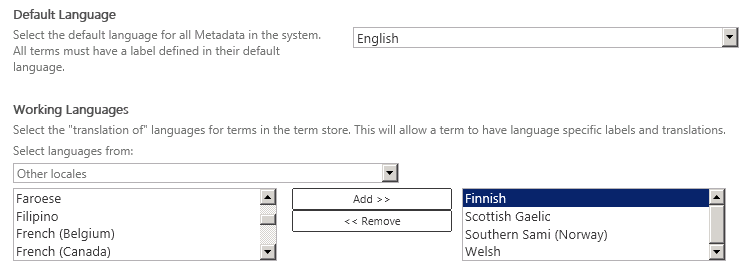 Default Language
Select the default language for all Metadata in the system.
All terms must have a label defined in their default
language.
English
Working Languages
Select the "translation of" languages for terms in the term store. This will allow a term to have language specific labels and translations.
Select languages from:
Other locales
Faroese
Filipino
French (Belgium)
French (Canada)
Add >>
<< Remove
Finnish
Scottish Gaelic
Southern Sami (Norway)
Welsh